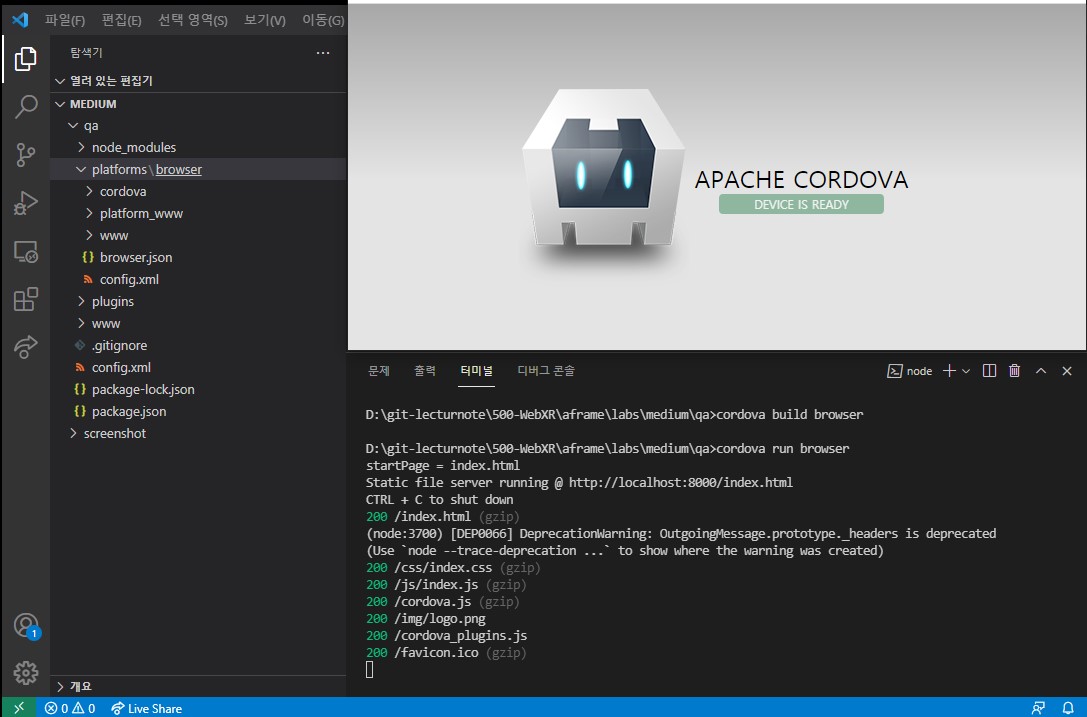 파일(F) 편집(E) 선택 영역(S) 보기(V) 이동(G)
탐색기
열려 있는 편집기
MEDIUM
qa
node_modules
platforms\browser
cordova
platform_www
www
browser.json
config.xml
plugins
www
.gitignore
config.xml
package-lock.json
package.json
screenshot
개요
APACHE CORDOVA
DEVICE IS READY
문제 출력 터미널 디버그 콘솔
node
D:\git-lecturnote\500-WebXR\aframe\labs\medium\qa>cordova build browser
D:\git-lecturnote\500-WebXR\aframe\labs\medium\qa>cordova run browser
startPage = index.html
Static file server running @ http://localhost:8000/index.html
CTRL + C to shut down
200 /index.html (gzip)
(node:3700) [DEP0066] DeprecationWarning: OutgoingMessage.prototype._headers is deprecated
(Use `node --trace-deprecation ...` to show where the warning was created)
200 /css/index.css (gzip)
200 /js/index.js (gzip)
200 /cordova.js (gzip)
200 /img/logo.png
200 /cordova_plugins.js
200 /favicon.ico (gzip)
1
0 0 Live Share